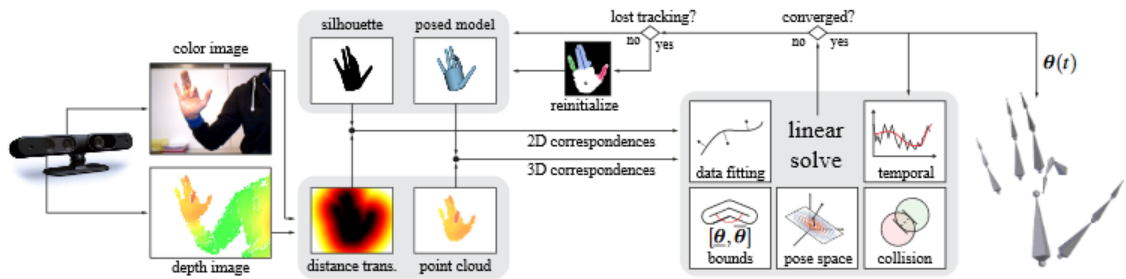 silhouette
posed model
lost tracking?
converged?
color image
no
yes
no
yes
θ(t)
reinitialize
2D correspondences
3D correspondences
data fitting
linear
solve
temporal
[θ, θ]
depth image
distance trans.
point cloud
bounds
pose space
collision